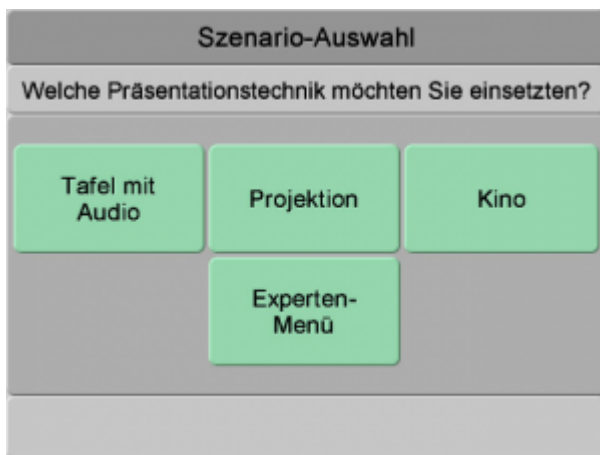 Szenario-Auswahl
Welche Präsentationstechnik möchten Sie einsetzten?
Tafel mit
Audio
Projektion
Kino
Experten-
Menü